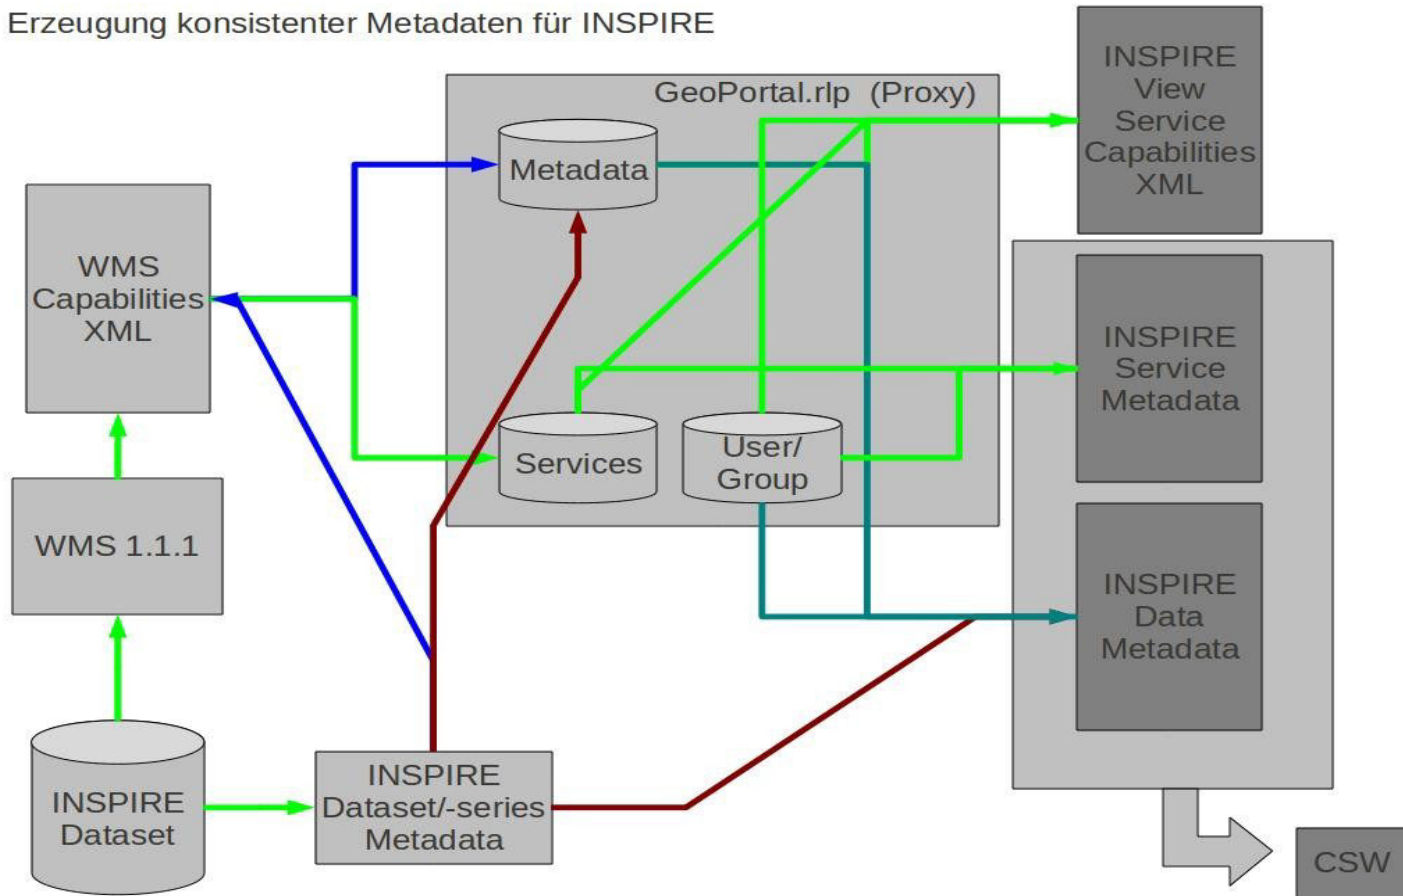 Erzeugung konsistenter Metadaten für INSPIRE
GeoPortal.rlp (Proxy)
INSPIRE
View
Service
Capabilities
XML
Metadata
WMS
Capabilities
XML
INSPIRE
Service
Metadata
Services
User/
Group
WMS 1.1.1
INSPIRE
Data
Metadata
INSPIRE
Dataset
INSPIRE
Dataset/-series
Metadata
CSW